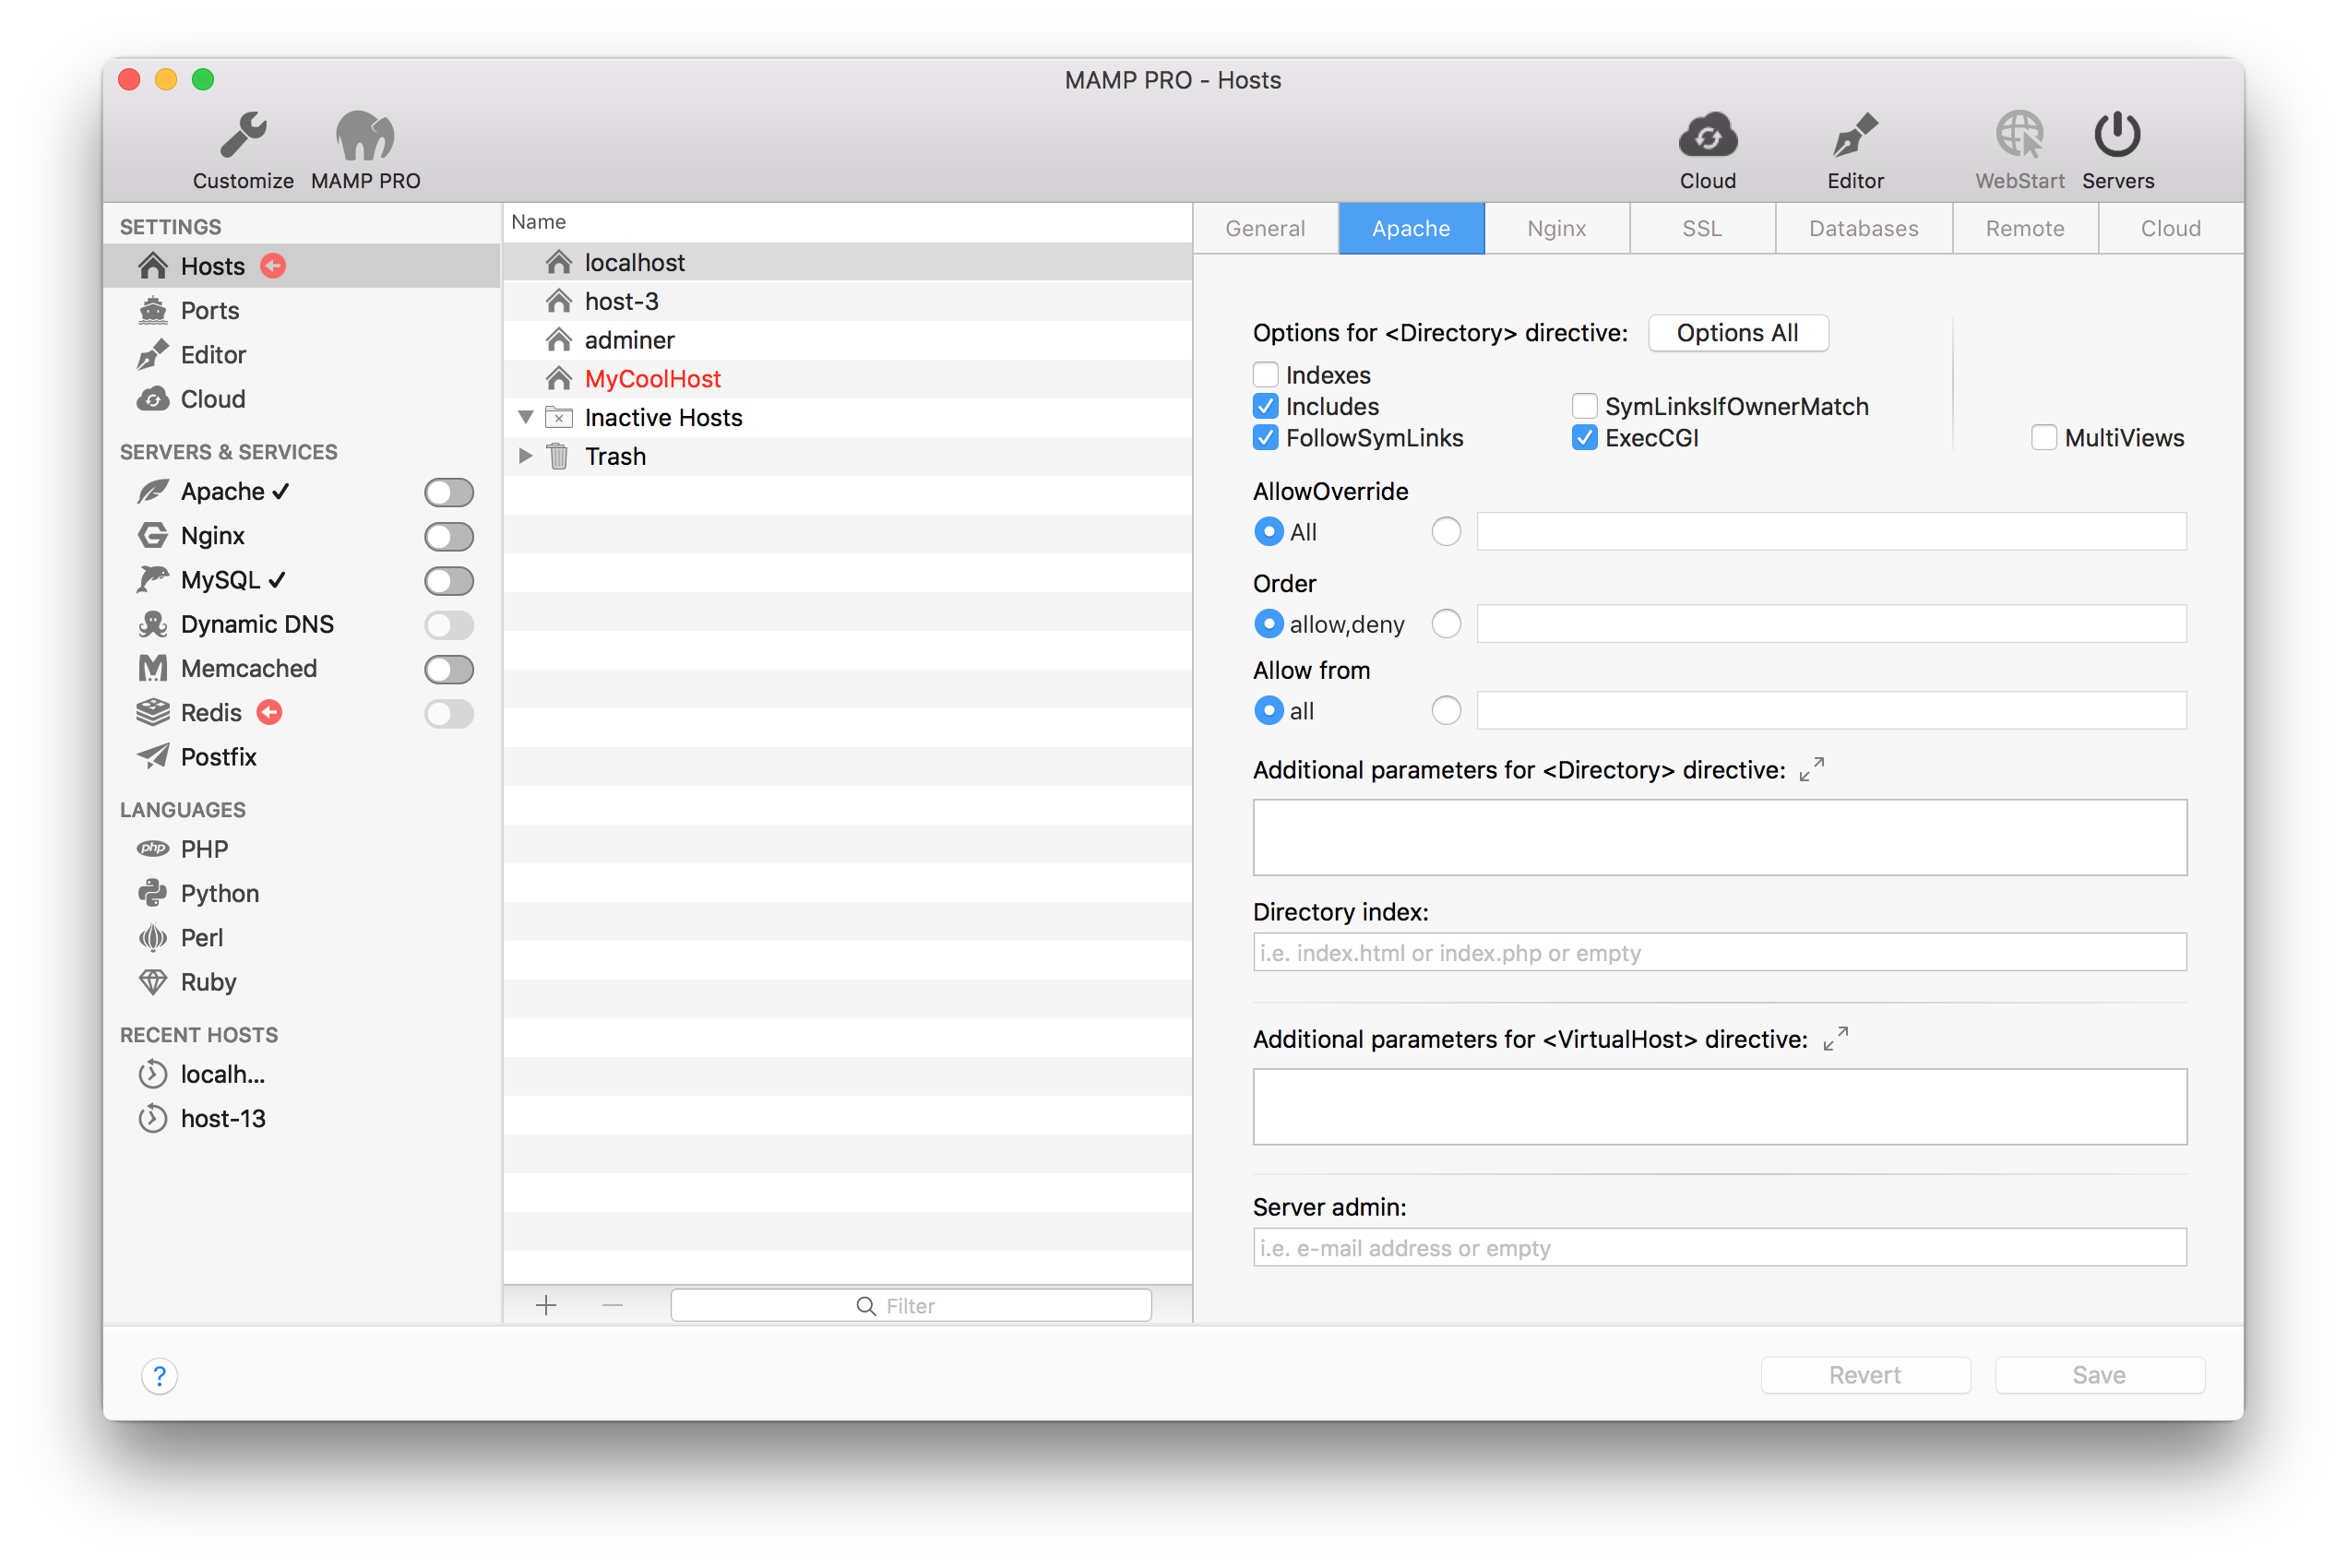 MAMP PRO - Hosts
Customize MAMP PRO Cloud Editor WebStart Servers
SETTINGS
Hosts
Ports
Editor
Cloud
SERVERS & SERVICES
Apache ✓
Nginx
MySQL ✓
Dynamic DNS
Memcached
Redis
Postfix
LANGUAGES
php PHP
Python
Perl
Ruby
RECENT HOSTS
localh...
host-13
Name
localhost
host-3
adminer
MyCoolHost
Inactive Hosts
Trash
Filter
General Apache Nginx SSL Databases Remote Cloud
Options for <Directory> directive: Options All
Indexes
Includes SymLinksIfOwnerMatch
FollowSymLinks ExecCGI MultiViews
AllowOverride
All
Order
allow,deny
Allow from
all
Additional parameters for <Directory> directive:
Directory index:
i.e. index.html or index.php or empty
Additional parameters for <VirtualHost> directive:
Server admin:
i.e. e-mail address or empty
? Revert Save